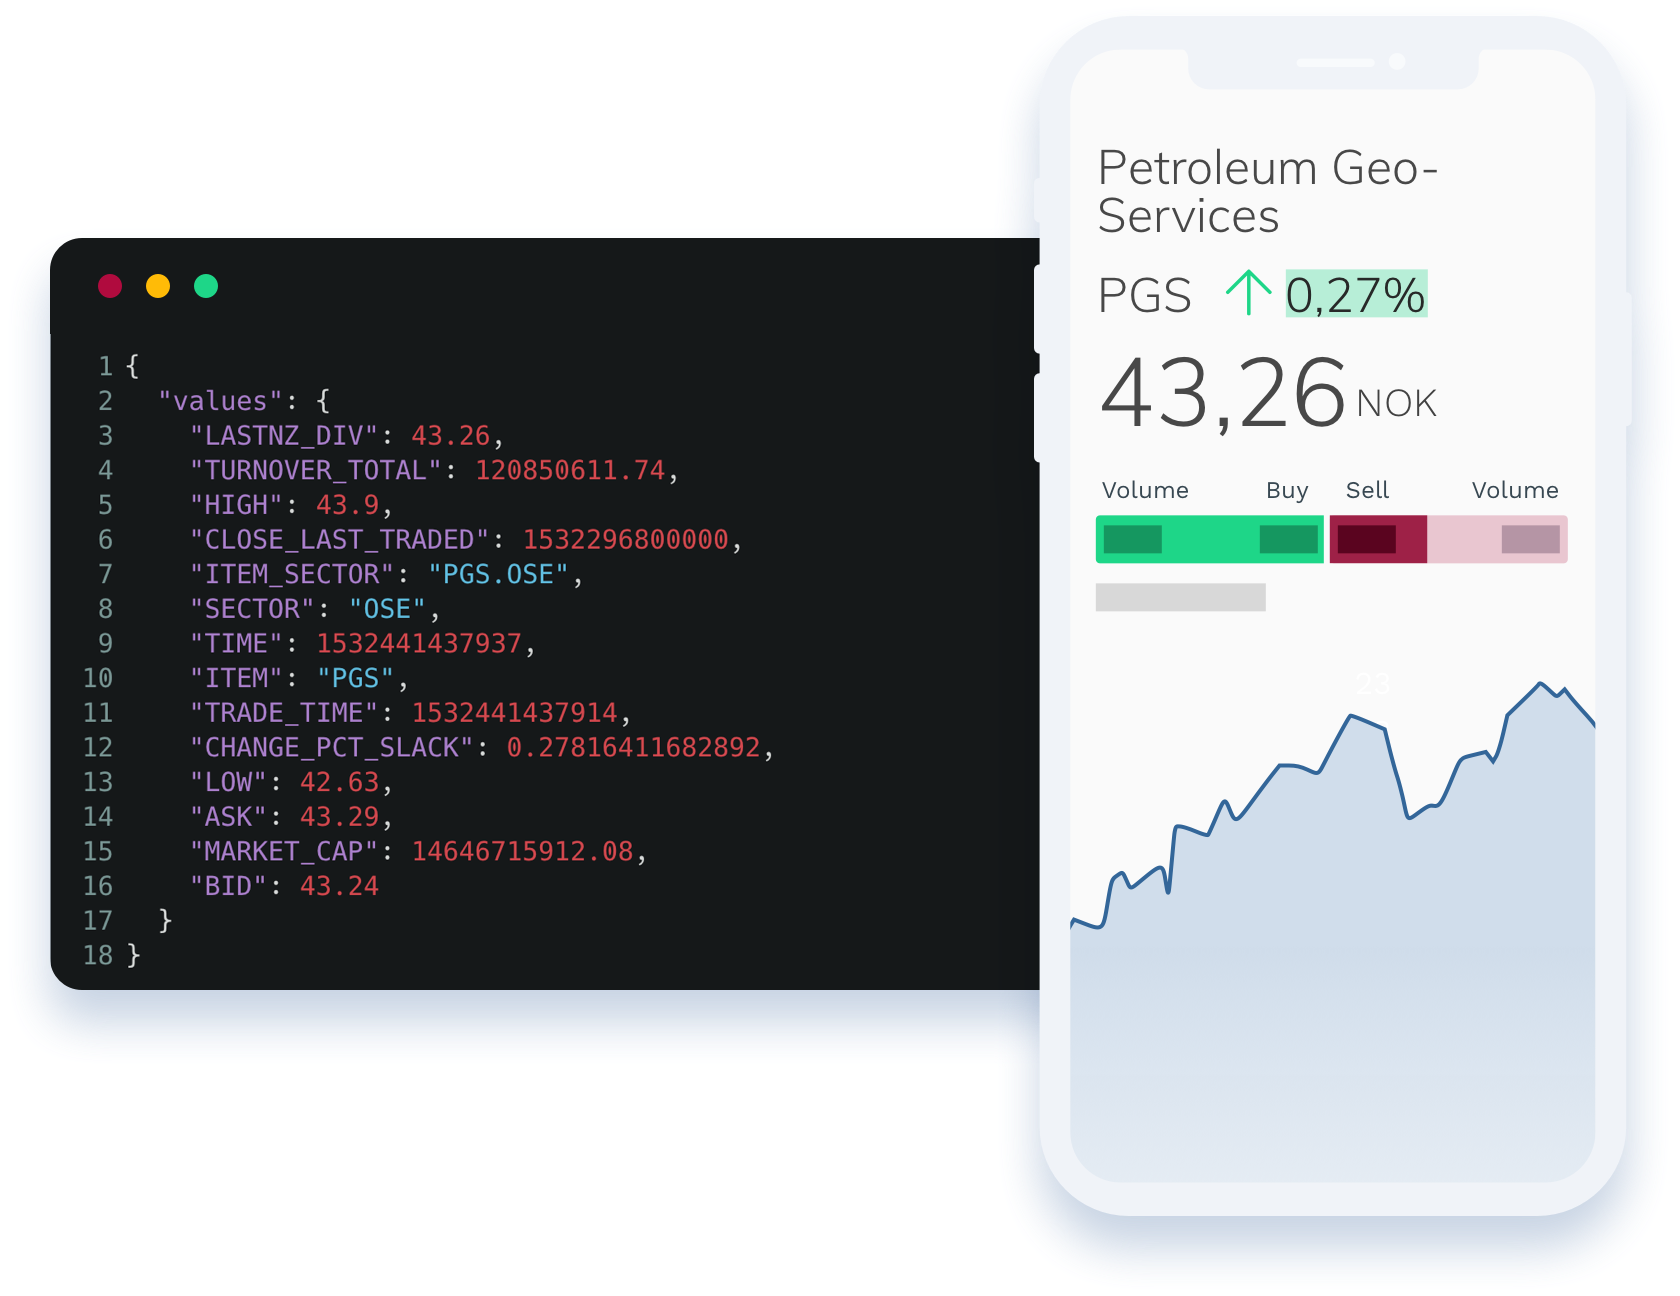 1 {
2 "values": {
3 "LASTNZ_DIV": 43.26,
4 "TURNOVER_TOTAL": 120850611.74,
5 "HIGH": 43.9,
6 "CLOSE_LAST_TRADED": 1532296800000,
7 "ITEM_SECTOR": "PGS.OSE",
8 "SECTOR": "OSE",
9 "TIME": 1532441437937,
10 "ITEM": "PGS",
11 "TRADE_TIME": 1532441437914,
12 "CHANGE_PCT_SLACK": 0.27816411682892,
13 "LOW": 42.63,
14 "ASK": 43.29,
15 "MARKET_CAP": 14646715912.08,
16 "BID": 43.24
17 }
18 }
Petroleum Geo-
Services
PGS ↑ 0,27%
43,26 NOK
Volume Buy Sell Volume
23